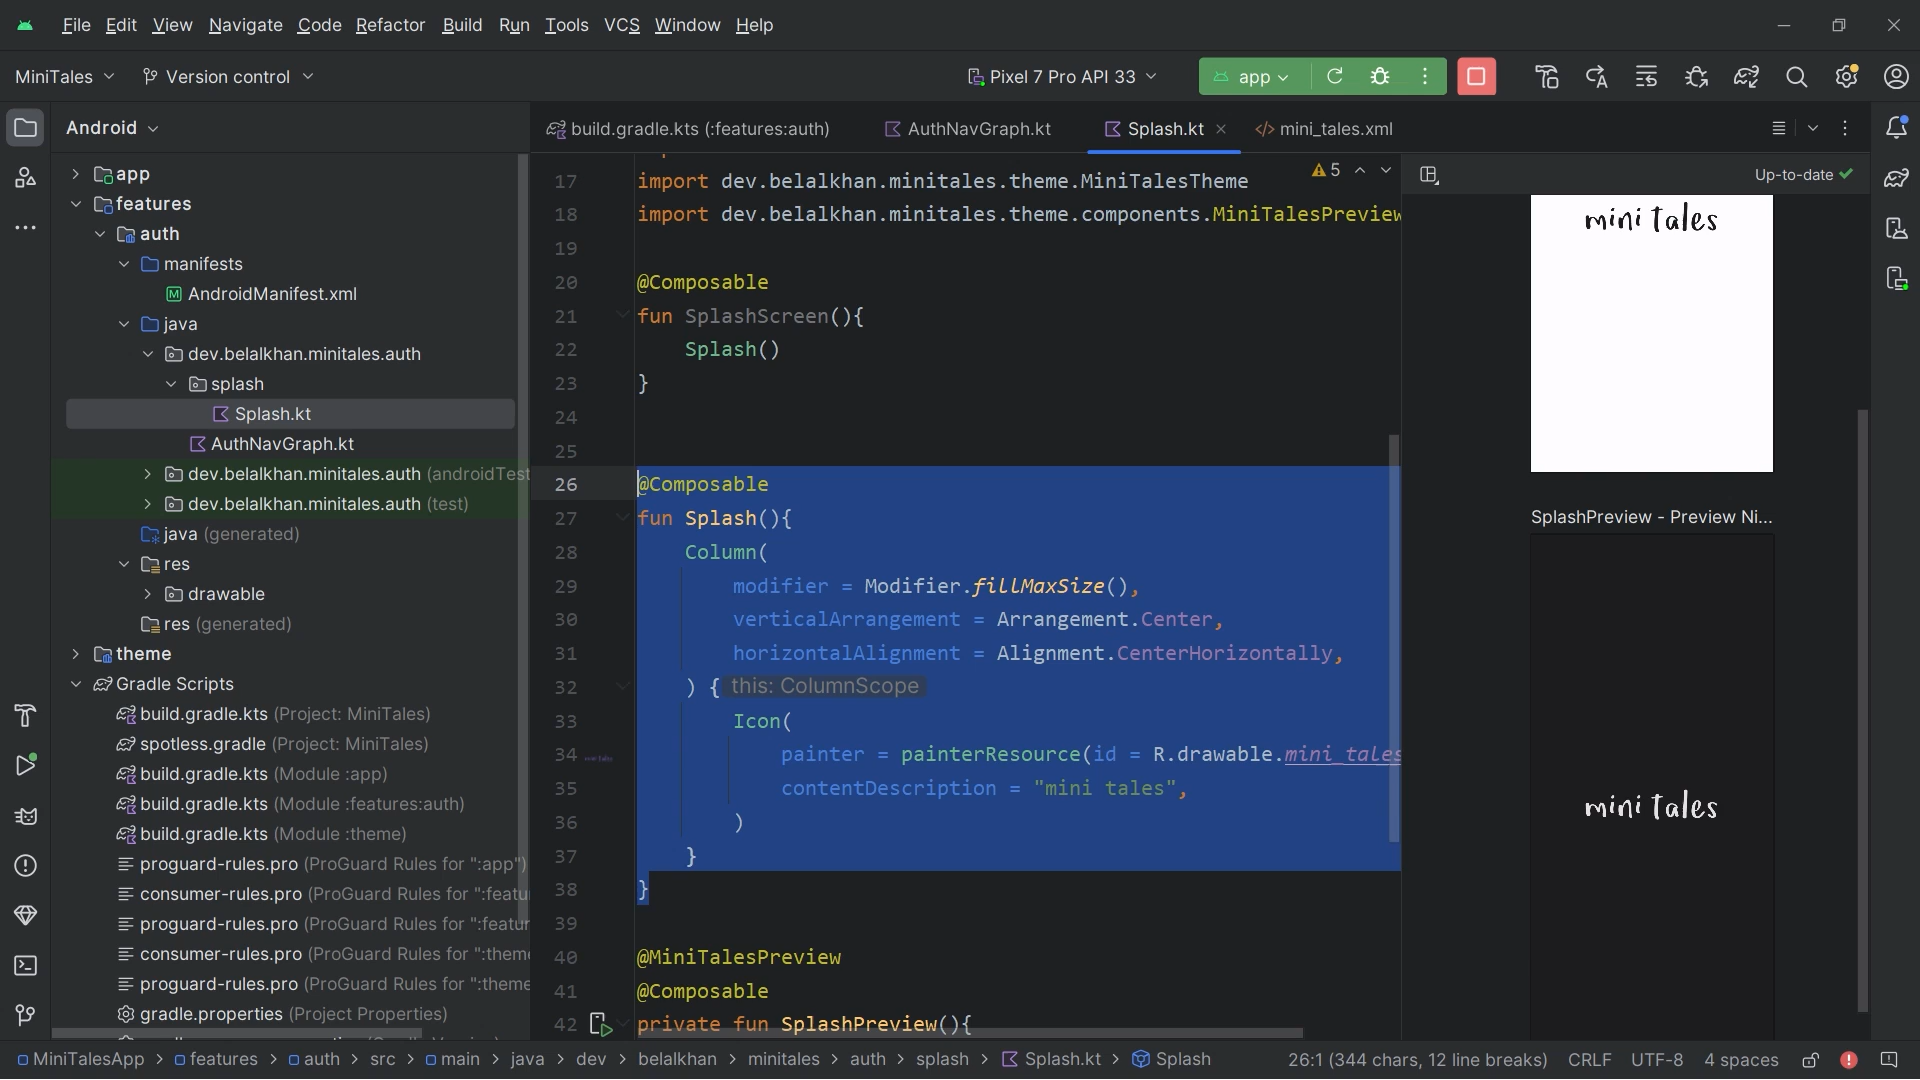 File Edit View Navigate Code Refactor Build Run Tools VCS Window Help
MiniTales Version control Pixel 7 Pro API 33 app
Android
app
features
auth
manifests
AndroidManifest.xml
java
dev.belalkhan.minitales.auth
splash
Splash.kt
AuthNavGraph.kt
dev.belalkhan.minitales.auth (androidTest
dev.belalkhan.minitales.auth (test)
java (generated)
res
drawable
res (generated)
theme
Gradle Scripts
build.gradle.kts (Project: MiniTales)
spotless.gradle (Project: MiniTales)
build.gradle.kts (Module :app)
build.gradle.kts (Module :features:auth)
build.gradle.kts (Module :theme)
proguard-rules.pro (ProGuard Rules for ":app")
consumer-rules.pro (ProGuard Rules for ":featu
proguard-rules.pro (ProGuard Rules for ":featur
consumer-rules.pro (ProGuard Rules for ":them
proguard-rules.pro (ProGuard Rules for ":theme
gradle.properties (Project Properties)
build.gradle.kts (:features:auth) AuthNavGraph.kt Splash.kt mini_tales.xml
5
17 import dev.belalkhan.minitales.theme.MiniTalesTheme
18 import dev.belalkhan.minitales.theme.components.MiniTalesPreview
19
20 @Composable
21 fun SplashScreen(){
22 Splash()
23 }
24
25
26 @Composable
27 fun Splash(){
28 Column(
29 modifier = Modifier.fillMaxSize(),
30 verticalArrangement = Arrangement.Center,
31 horizontalAlignment = Alignment.CenterHorizontally,
32 ) { this: ColumnScope
33 Icon(
34 painter = painterResource(id = R.drawable.mini_tales
35 contentDescription = "mini tales",
36 )
37 }
38 }
39
40 @MiniTalesPreview
41 @Composable
42 private fun SplashPreview(){
Up-to-date
mini tales
SplashPreview - Preview Ni...
mini tales
MiniTalesApp > features > auth > src > main > java > dev > belalkhan > minitales > auth > splash > Splash.kt > Splash
26:1 (344 chars, 12 line breaks) CRLF UTF-8 4 spaces